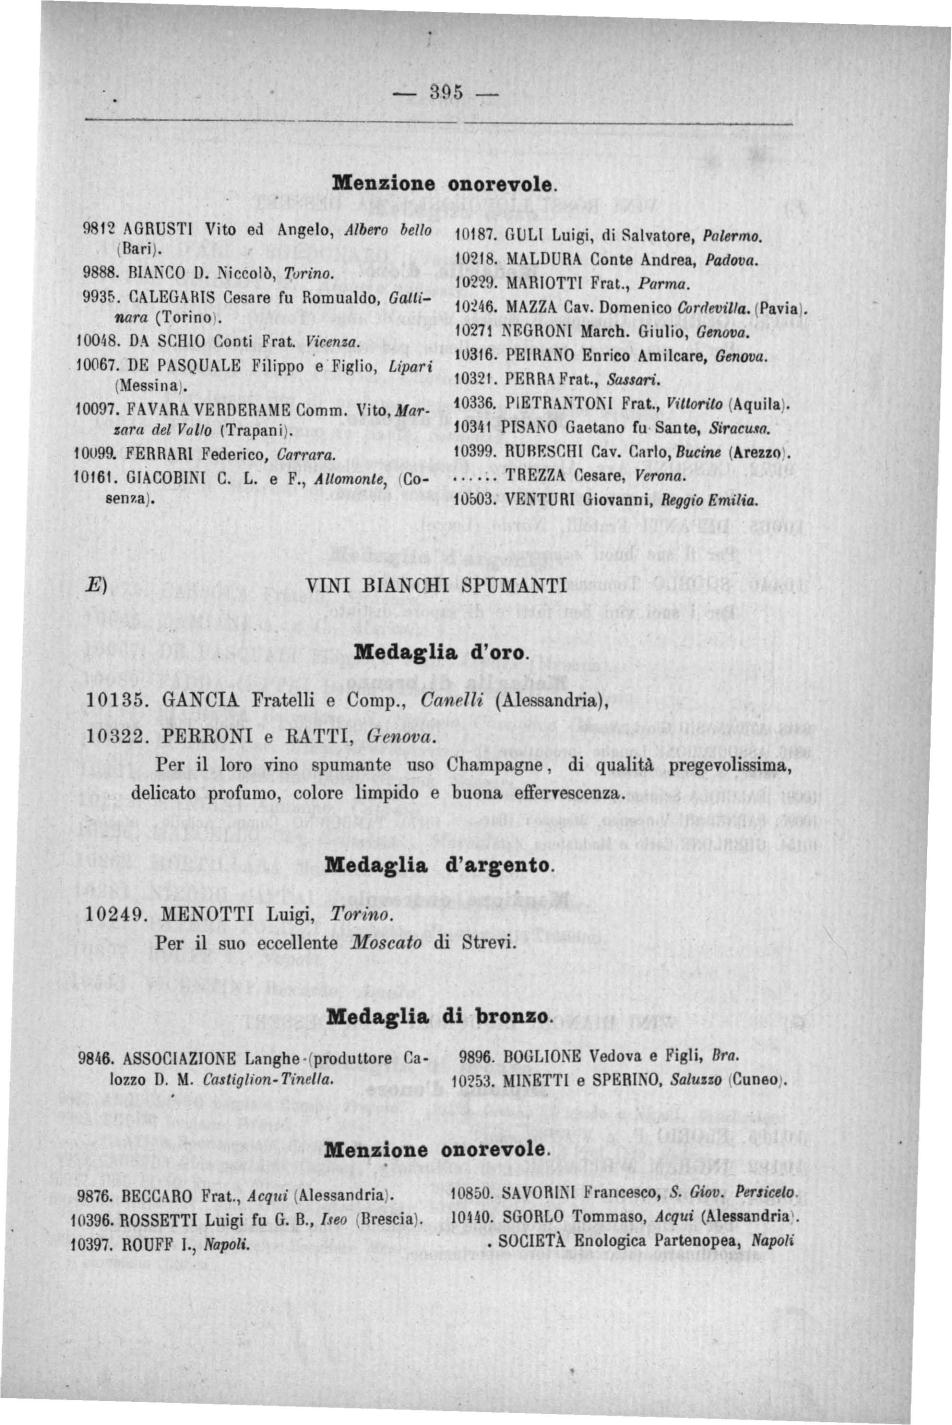 — 395 —
Menzione onorevole.
9812 AGRUSTI Vito ed Angelo, Albero bello
(Bari).
9888. BIANCO D. Niccolò, Torino.
9935. CALEGARIS Cesare fu Romualdo, Gatti-
nara (Torino).
10048. DA SCHIO Conti Frat. Vicenza.
10067. DE PASQUALE Filippo e Figlio, Lipari
(Messina).
10097. FAVARA VERDERAME Comm. Vito, Mar-
zara del Vallo (Trapani).
10099. FERRARI Federico, Carrara.
10161. GIACOBINI C. L. e F., Altomonte, (Co-
senza).
10187. GULI Luigi, di Salvatore, Palermo.
10218. MALDURA Conte Andrea, Padova.
10229. MARIOTTI Frat., Parma.
10246. MAZZA Cav. Domenico Cordevilla. (Pavia).
10271 NEGRONI March. Giulio, Genova.
10316. PEIRANO Enrico Amilcare, Genova.
10321. PERRA Frat., Sassari.
10336. PIETRANTONI Frat., Vittorito (Aquila).
10341 PISANO Gaetano fu Sante, Siracusa.
10399. RUBESCHI Cav. Carlo, Bucine (Arezzo).
...... TREZZA Cesare, Verona.
10503. VENTURI Giovanni, Reggio Emilia.
E) VINI BIANCHI SPUMANTI
Medaglia d'oro.
10135. GANCIA Fratelli e Comp., Canelli (Alessandria),
10322. PERRONI e RATTI, Genova.
Per il loro vino spumante uso Champagne, di qualità pregevolissima,
delicato profumo, colore limpido e buona effervescenza.
Medaglia d'argento.
10249. MENOTTI Luigi, Torino.
Per il suo eccellente Moscato di Strevi.
Medaglia di bronzo.
9846. ASSOCIAZIONE Langhe (produttore Ca-
lozzo D. M. Castiglion-Tinella.
9896. BOGLIONE Vedova e Figli, Bra.
10253. MINETTI e SPERINO, Saluzzo (Cuneo).
Menzione onorevole.
9876. BECCARO Frat., Acqui (Alessandria).
10396. ROSSETTI Luigi fu G. B., Iseo (Brescia).
10397. ROUFF I., Napoli.
10850. SAVORINI Francesco, S. Giov. Persiceto.
10440. SGORLO Tommaso, Acqui (Alessandria).
. SOCIETÀ Enologica Partenopea, Napoli